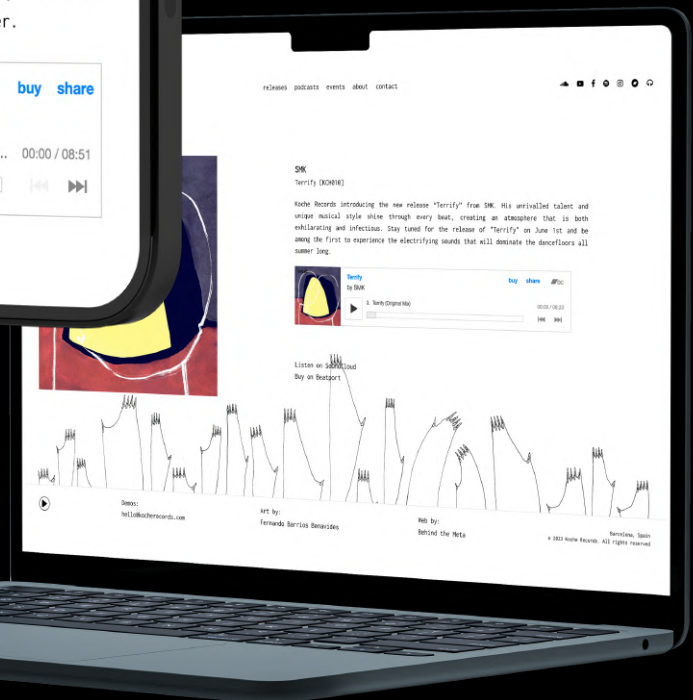 er.
buy share
00:00 / 08:51
releases podcasts events about contact
SMK
Terrify [KCH010]
Koche Records introducing the new release "Terrify" from SMK. His unrivalled talent and
unique musical style shine through every beat, creating an atmosphere that is both
exhilarating and infectious. Stay tuned for the release of "Terrify" on June 1st and be
among the first to experience the electrifying sounds that will dominate the dancefloors all
summer long.
Terrify
by SMK
buy share bc
Terrify (Original Mix)
Listen on SoundCloud
Buy on Beatport
Demos:
hello@kocherecords.com
Art by:
Fernando Barrios Benavides
Web by:
Behind the Mota
Barcelona, Spain
© 2023 Koche Records. All rights reserved